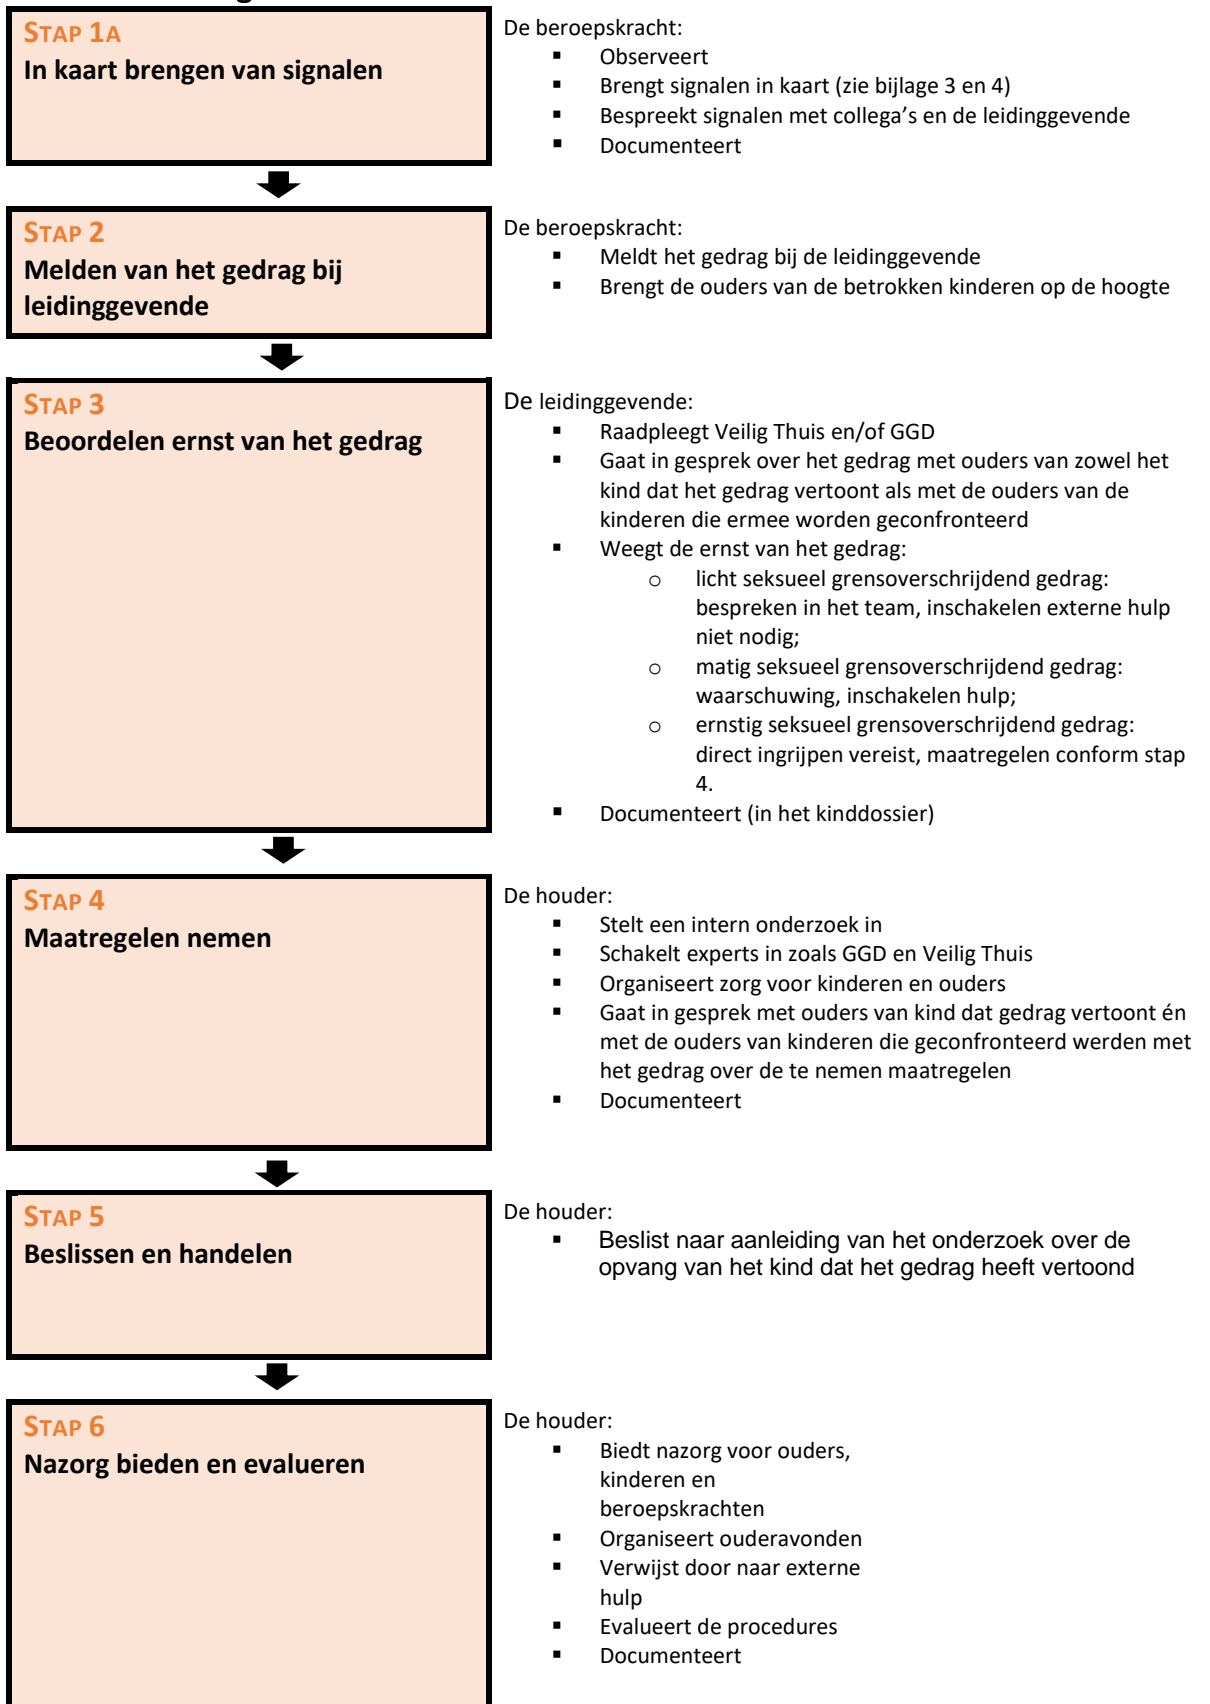 STAP 1A
In kaart brengen van signalen
De beroepskracht:
▪ Observeert
▪ Brengt signalen in kaart (zie bijlage 3 en 4)
▪ Bespreekt signalen met collega’s en de leidinggevende
▪ Documenteert
STAP 2
Melden van het gedrag bij
leidinggevende
De beroepskracht:
▪ Meldt het gedrag bij de leidinggevende
▪ Brengt de ouders van de betrokken kinderen op de hoogte
STAP 3
Beoordelen ernst van het gedrag
De leidinggevende:
▪ Raadpleegt Veilig Thuis en/of GGD
▪ Gaat in gesprek over het gedrag met ouders van zowel het
kind dat het gedrag vertoont als met de ouders van de
kinderen die ermee worden geconfronteerd
▪ Weegt de ernst van het gedrag:
o licht seksueel grensoverschrijdend gedrag:
bespreken in het team, inschakelen externe hulp
niet nodig;
o matig seksueel grensoverschrijdend gedrag:
waarschuwing, inschakelen hulp;
o ernstig seksueel grensoverschrijdend gedrag:
direct ingrijpen vereist, maatregelen conform stap
4.
▪ Documenteert (in het kinddossier)
STAP 4
Maatregelen nemen
De houder:
▪ Stelt een intern onderzoek in
▪ Schakelt experts in zoals GGD en Veilig Thuis
▪ Organiseert zorg voor kinderen en ouders
▪ Gaat in gesprek met ouders van kind dat gedrag vertoont én
met de ouders van kinderen die geconfronteerd werden met
het gedrag over de te nemen maatregelen
▪ Documenteert
STAP 5
Beslissen en handelen
De houder:
▪ Beslist naar aanleiding van het onderzoek over de
opvang van het kind dat het gedrag heeft vertoond
STAP 6
Nazorg bieden en evalueren
De houder:
▪ Biedt nazorg voor ouders,
kinderen en
beroepskrachten
▪ Organiseert ouderavonden
▪ Verwijst door naar externe
hulp
▪ Evalueert de procedures
▪ Documenteert